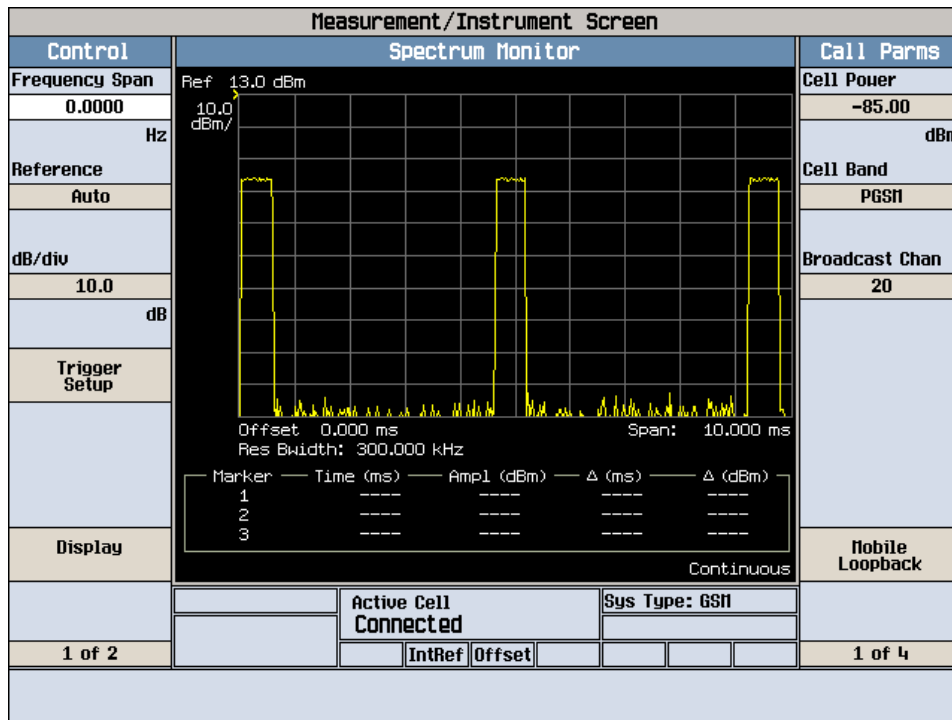 Measurement/Instrument Screen
Control
Spectrum Monitor
Call Parms
Frequency Span
0.0000
Hz
Reference
Auto
dB/div
10.0
dB
Trigger
Setup
Display
1 of 2
Ref 13.0 dBm
10.0
dBm/
Offset 0.000 ms
Span: 10.000 ms
Res Bwidth: 300.000 kHz
Marker Time (ms) Ampl (dBm) Δ (ms) Δ (dBm)
1 ---- ---- ---- ----
2 ---- ---- ---- ----
3 ---- ---- ---- ----
Continuous
Active Cell
Connected
Sys Type: GSM
IntRef Offset
Cell Power
-85.00
dBm
Cell Band
PGSM
Broadcast Chan
20
Mobile
Loopback
1 of 4